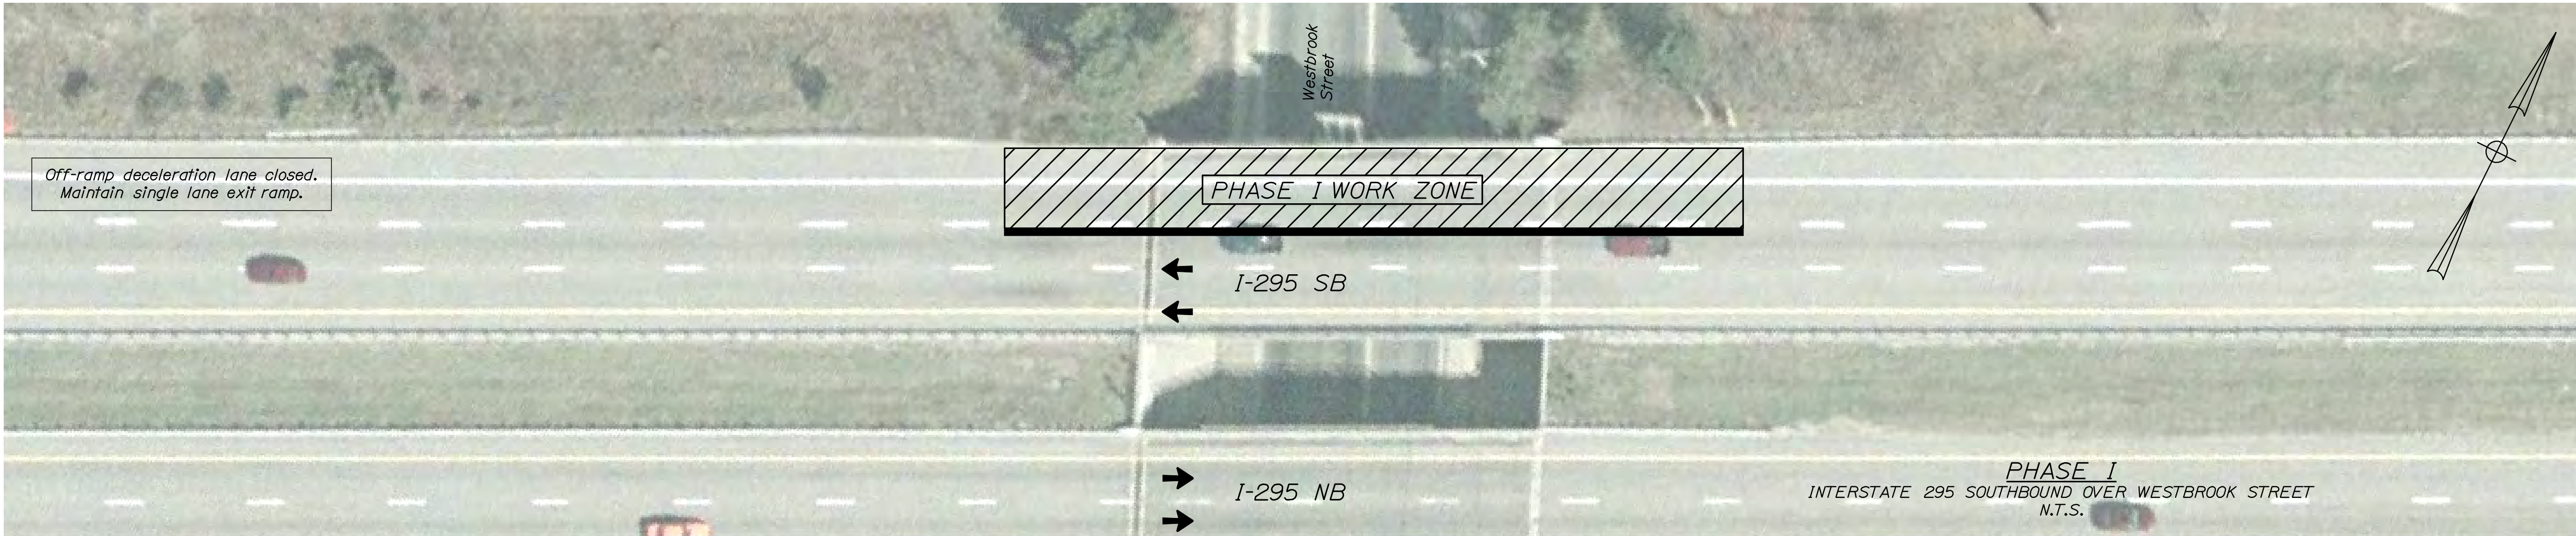 Westbrook
Street
Off-ramp deceleration lane closed.
Maintain single lane exit ramp.
PHASE I WORK ZONE
I-295 SB
I-295 NB
PHASE I
INTERSTATE 295 SOUTHBOUND OVER WESTBROOK STREET
N.T.S.